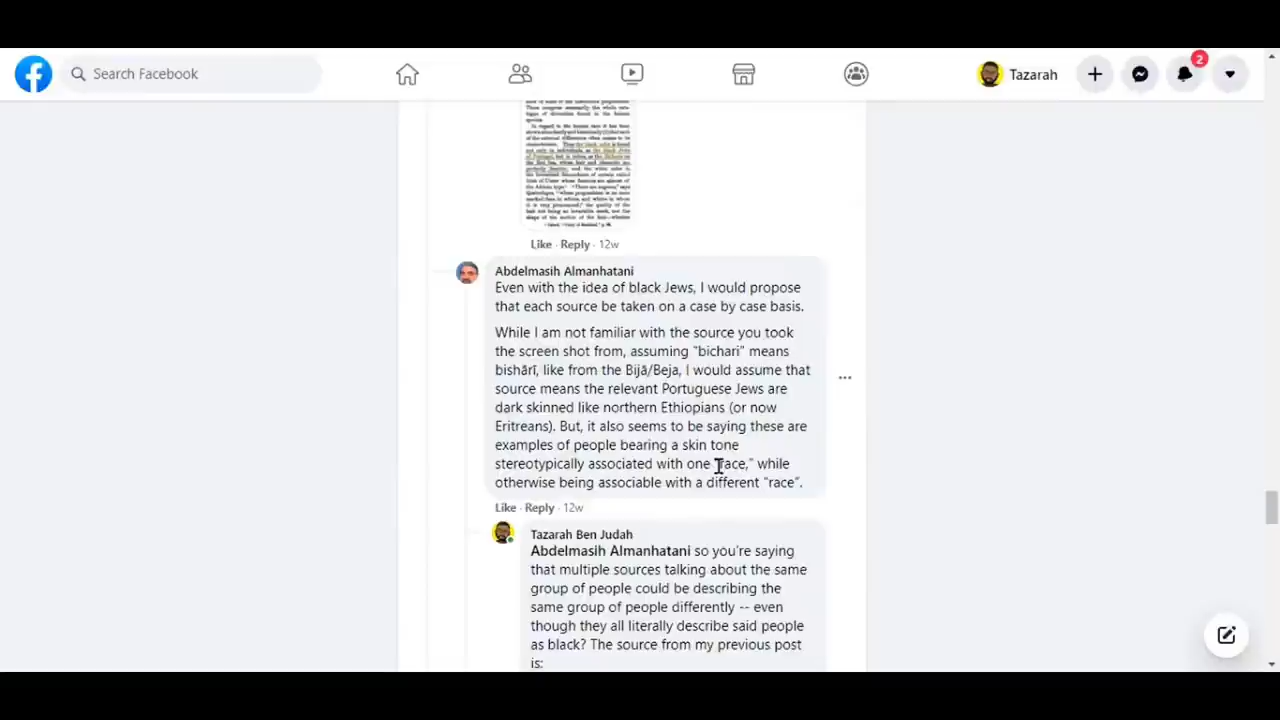 Search Facebook
Tazarah
2
Like · Reply · 12w
Abdelmasih Almanhatani
Even with the idea of black Jews, I would propose
that each source be taken on a case by case basis.
While I am not familiar with the source you took
the screen shot from, assuming "bichari" means
bishārī, like from the Bijā/Beja, I would assume that
source means the relevant Portuguese Jews are
dark skinned like northern Ethiopians (or now
Eritreans). But, it also seems to be saying these are
examples of people bearing a skin tone
stereotypically associated with one "race," while
otherwise being associable with a different "race".
Like · Reply · 12w
Tazarah Ben Judah
Abdelmasih Almanhatani so you're saying
that multiple sources talking about the same
group of people could be describing the
same group of people differently -- even
though they all literally describe said people
as black? The source from my previous post
is: